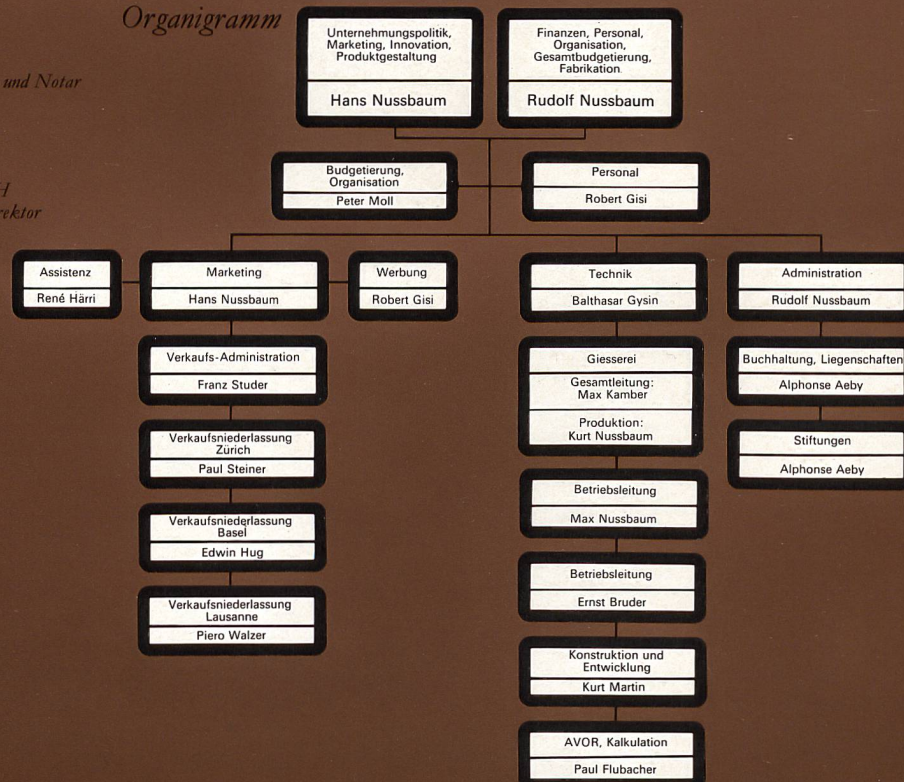 Organigramm
und Notar
H
rektor
Unternehmungspolitik,
Marketing, Innovation,
Produktgestaltung
Hans Nussbaum
Finanzen, Personal,
Organisation,
Gesamtbudgetierung,
Fabrikation
Rudolf Nussbaum
Budgetierung,
Organisation
Peter Moll
Personal
Robert Gisi
Assistenz
René Härri
Marketing
Hans Nussbaum
Werbung
Robert Gisi
Technik
Balthasar Gysin
Administration
Rudolf Nussbaum
Verkaufs-Administration
Franz Studer
Verkaufsniederlassung
Zürich
Paul Steiner
Verkaufsniederlassung
Basel
Edwin Hug
Verkaufsniederlassung
Lausanne
Piero Walzer
Giesserei
Gesamtleitung:
Max Kamber
Produktion:
Kurt Nussbaum
Betriebsleitung
Max Nussbaum
Betriebsleitung
Ernst Bruder
Konstruktion und
Entwicklung
Kurt Martin
AVOR, Kalkulation
Paul Flubacher
Buchhaltung, Liegenschaften
Alphonse Aeby
Stiftungen
Alphonse Aeby